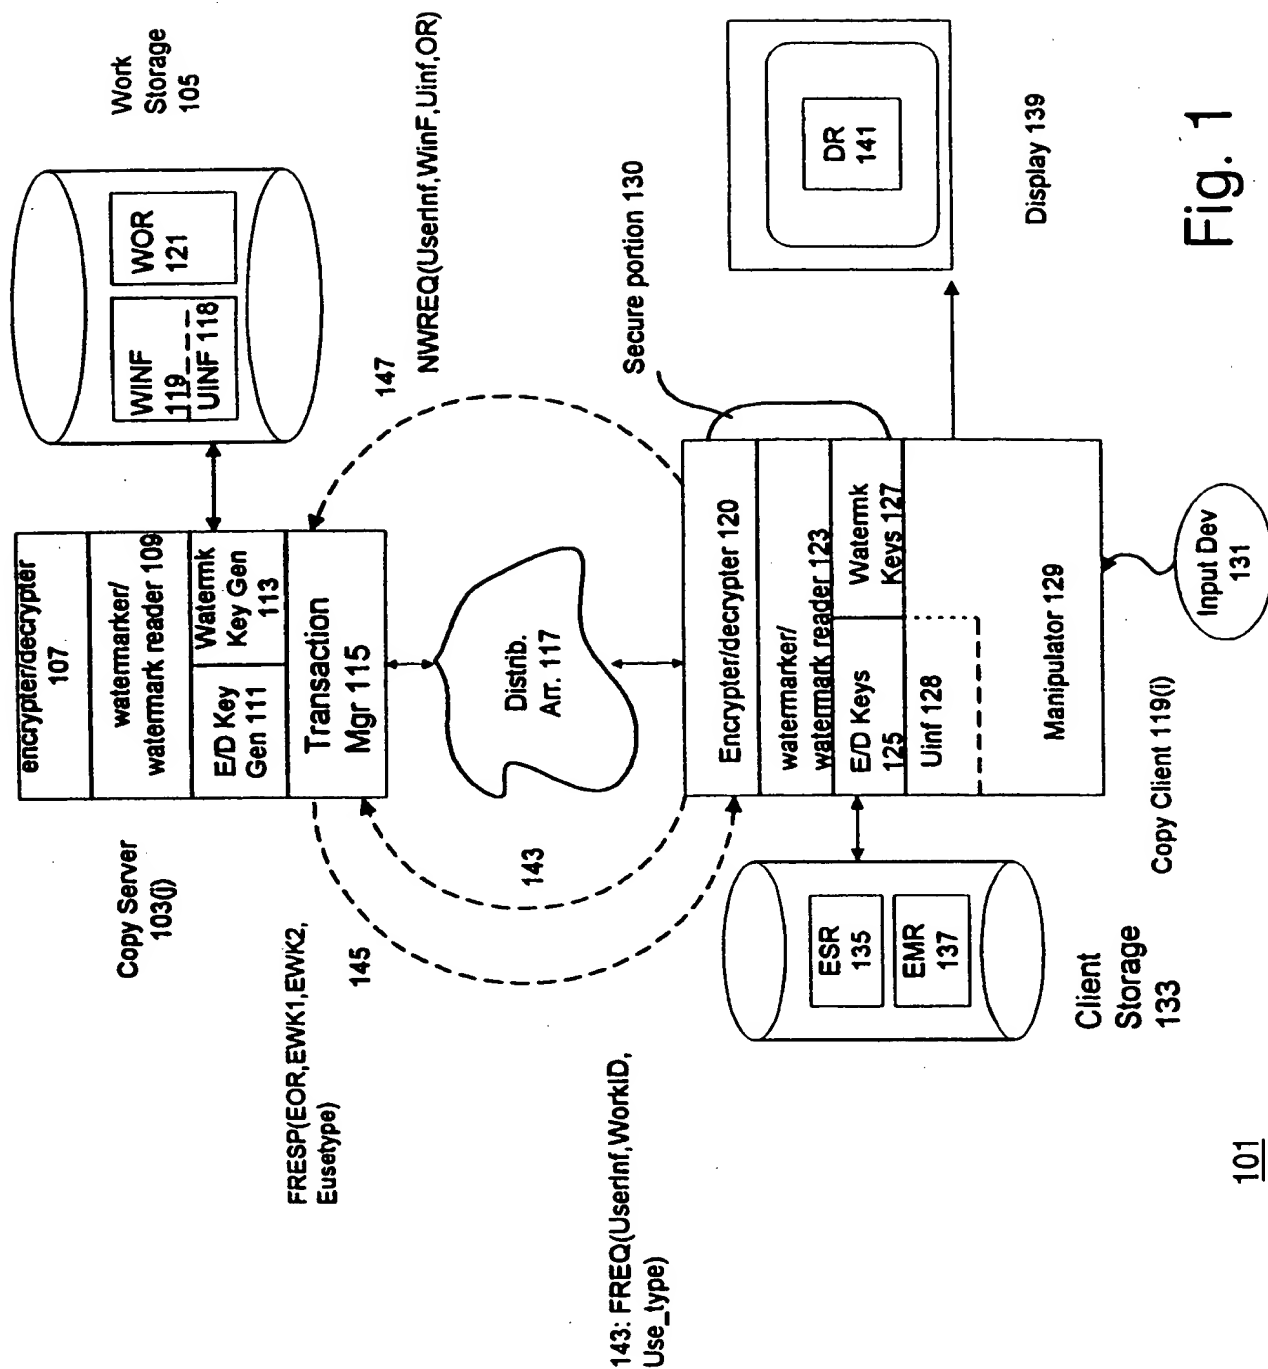 Work
Storage
105
WINF
119
UINF 118
WOR
121
Copy Server
103(j)
encrypter/decrypter
107
watermarker/
watermark reader 109
E/D Key
Gen 111
Watermk
Key Gen
113
Transaction
Mgr 115
147
NWREQ(UserInf,WinF,Uinf,OR)
FRESP(EOR,EWK1,EWK2,
Eusetype)
145
143
Distrib.
Arr. 117
143: FREQ(UserInf,WorkID,
Use_type)
Secure portion 130
Encrypter/decrypter 120
watermarker/
watermark reader 123
E/D Keys
125
Watermk
Keys 127
Uinf 128
Manipulator 129
DR
141
Display 139
ESR
135
EMR
137
Client
Storage
133
Copy Client 119(i)
Input Dev
131
101
Fig. 1